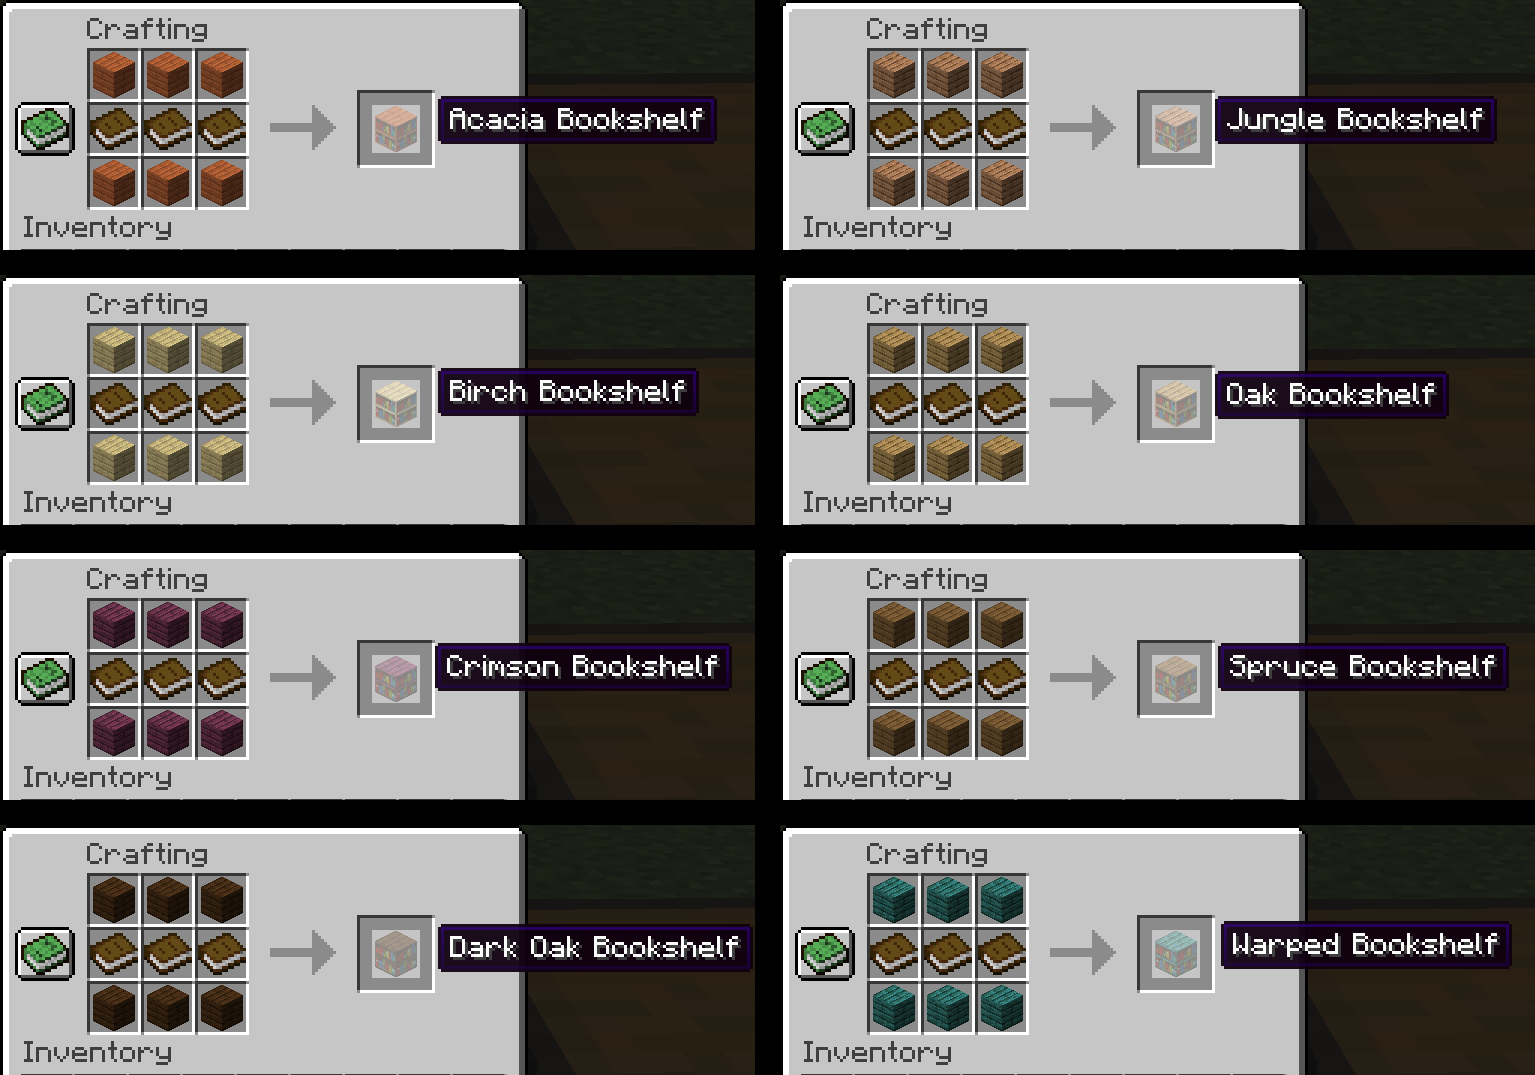 Crafting
Acacia Bookshelf
Inventory
Crafting
Jungle Bookshelf
Inventory
Crafting
Birch Bookshelf
Inventory
Crafting
Oak Bookshelf
Inventory
Crafting
Crimson Bookshelf
Inventory
Crafting
Spruce Bookshelf
Inventory
Crafting
Dark Oak Bookshelf
Inventory
Crafting
Warped Bookshelf
Inventory